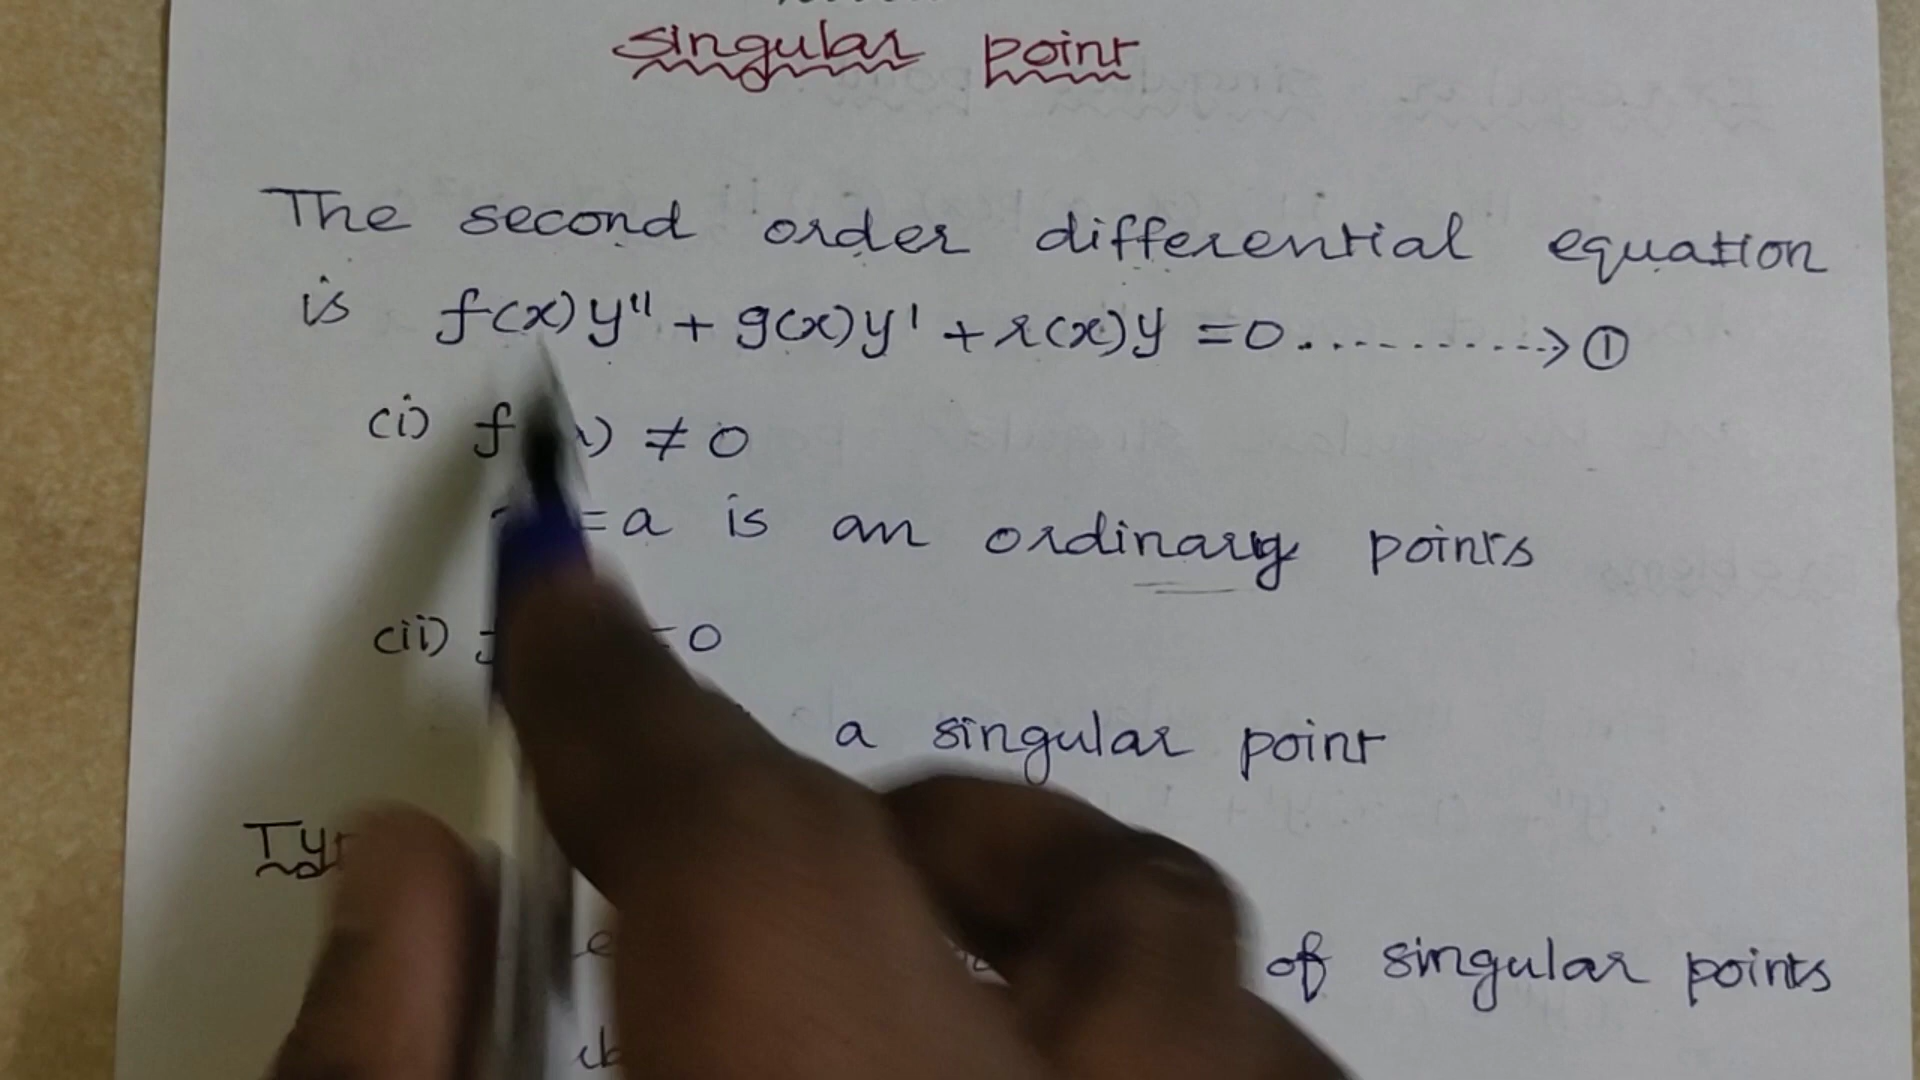 singular point
The second order differential equation
is f(x)y" + g(x)y' + r(x)y = 0...........> ①
(i) f ) ≠ 0
= a is an ordinary points
(ii) = 0
a singular point
of singular points